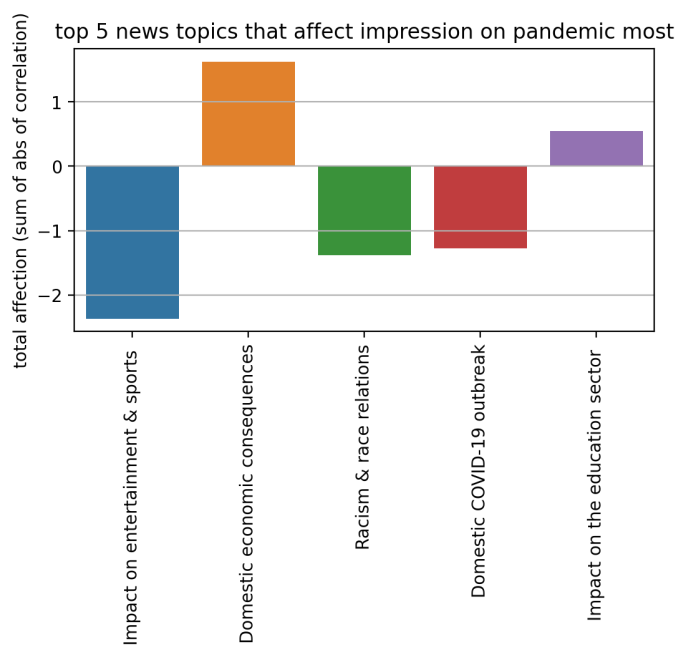 top 5 news topics that affect impression on pandemic most
total affection (sum of abs of correlation)
1
0
−1
−2
Impact on entertainment & sports
Domestic economic consequences
Racism & race relations
Domestic COVID-19 outbreak
Impact on the education sector